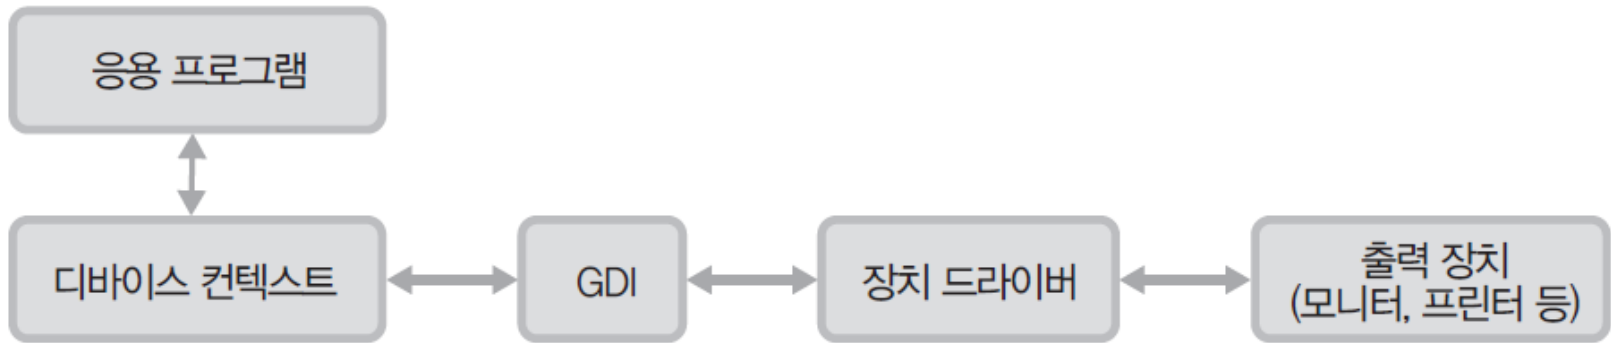 응용 프로그램
디바이스 컨텍스트
GDI
장치 드라이버
출력 장치
(모니터, 프린터 등)